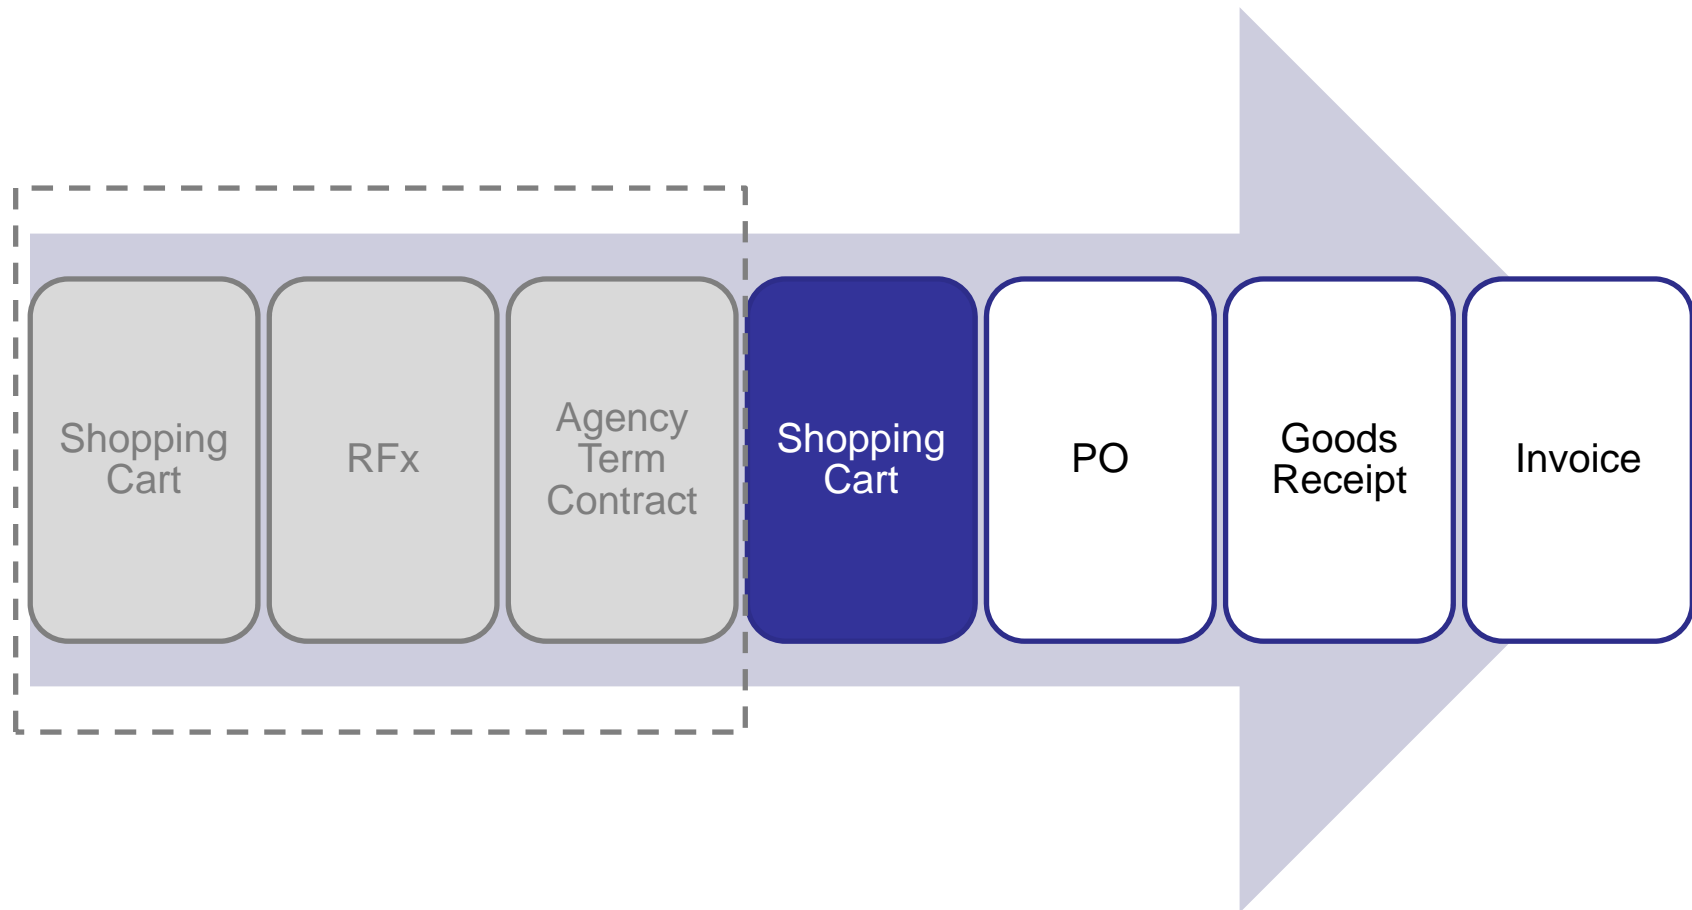 Shopping
Cart
RFx
Agency
Term
Contract
Shopping
Cart
PO
Goods
Receipt
Invoice